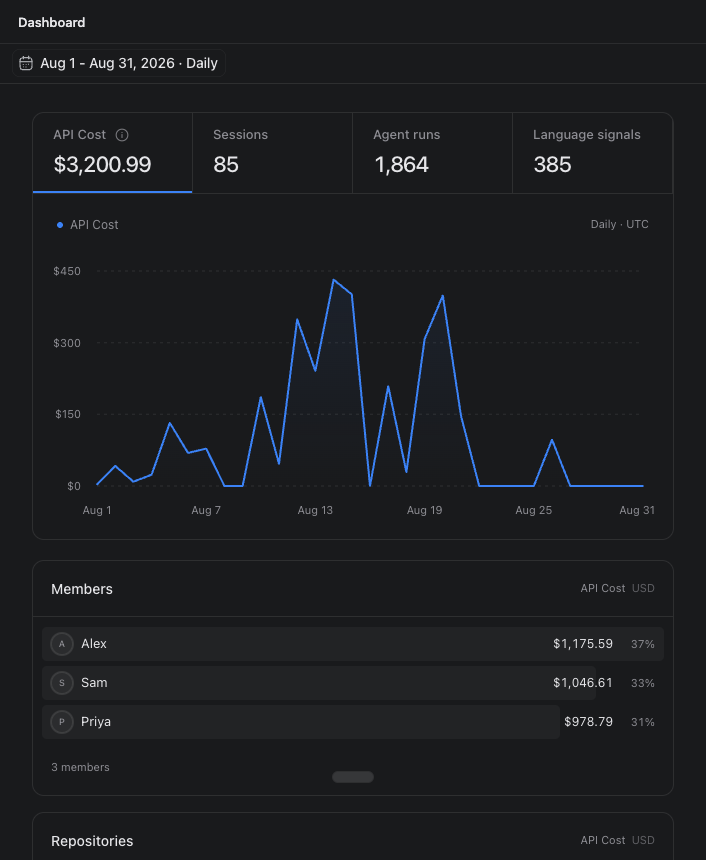 Dashboard
Aug 1 - Aug 31, 2026 · Daily
API Cost
$3,200.99
Sessions
85
Agent runs
1,864
Language signals
385
API Cost
Daily · UTC
$450
$300
$150
$0
Aug 1
Aug 7
Aug 13
Aug 19
Aug 25
Aug 31
Members
API Cost USD
A Alex $1,175.59 37%
S Sam $1,046.61 33%
P Priya $978.79 31%
3 members
Repositories
API Cost USD